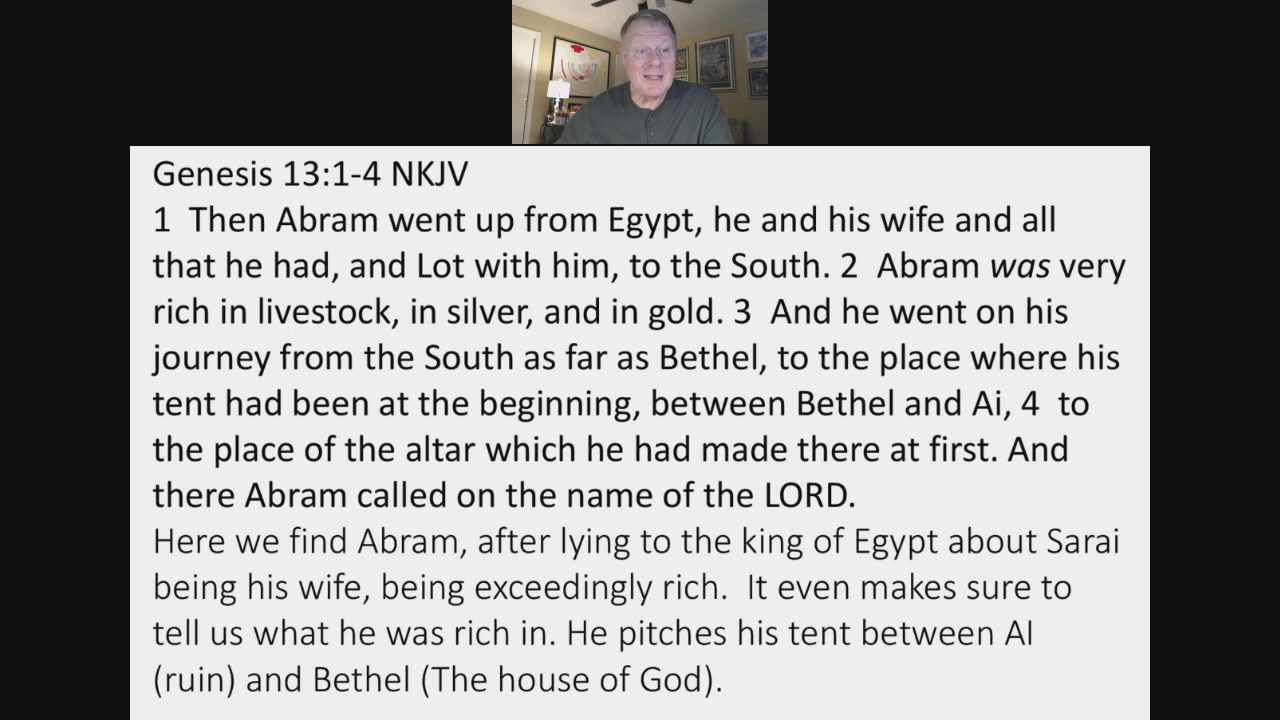 Genesis 13:1-4 NKJV
1  Then Abram went up from Egypt, he and his wife and all
that he had, and Lot with him, to the South. 2  Abram was very
rich in livestock, in silver, and in gold. 3  And he went on his
journey from the South as far as Bethel, to the place where his
tent had been at the beginning, between Bethel and Ai, 4  to
the place of the altar which he had made there at first. And
there Abram called on the name of the LORD.
Here we find Abram, after lying to the king of Egypt about Sarai
being his wife, being exceedingly rich.  It even makes sure to
tell us what he was rich in. He pitches his tent between AI
(ruin) and Bethel (The house of God).